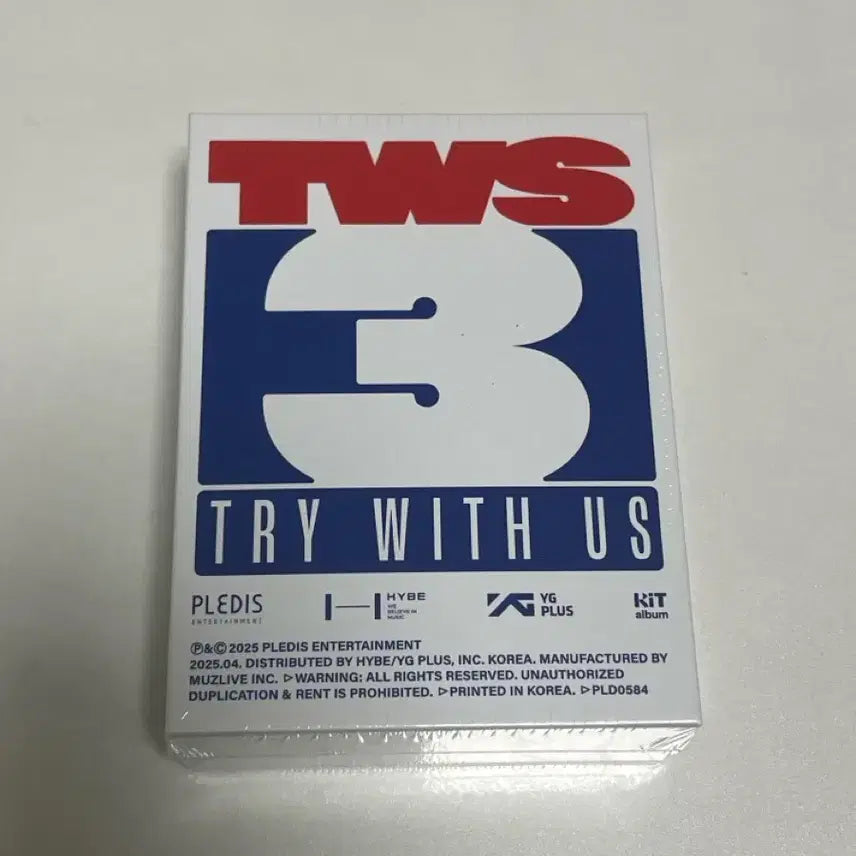 TWS
3
TRY WITH US
PLEDIS
ENTERTAINMENT
HYBE
WE
BELIEVE IN
MUSIC
YG
PLUS
KiT
album
Ⓟ&© 2025 PLEDIS ENTERTAINMENT
2025.04. DISTRIBUTED BY HYBE/YG PLUS, INC. KOREA. MANUFACTURED BY
MUZLIVE INC. ▷WARNING: ALL RIGHTS RESERVED. UNAUTHORIZED
DUPLICATION & RENT IS PROHIBITED. ▷PRINTED IN KOREA. ▷PLD0584